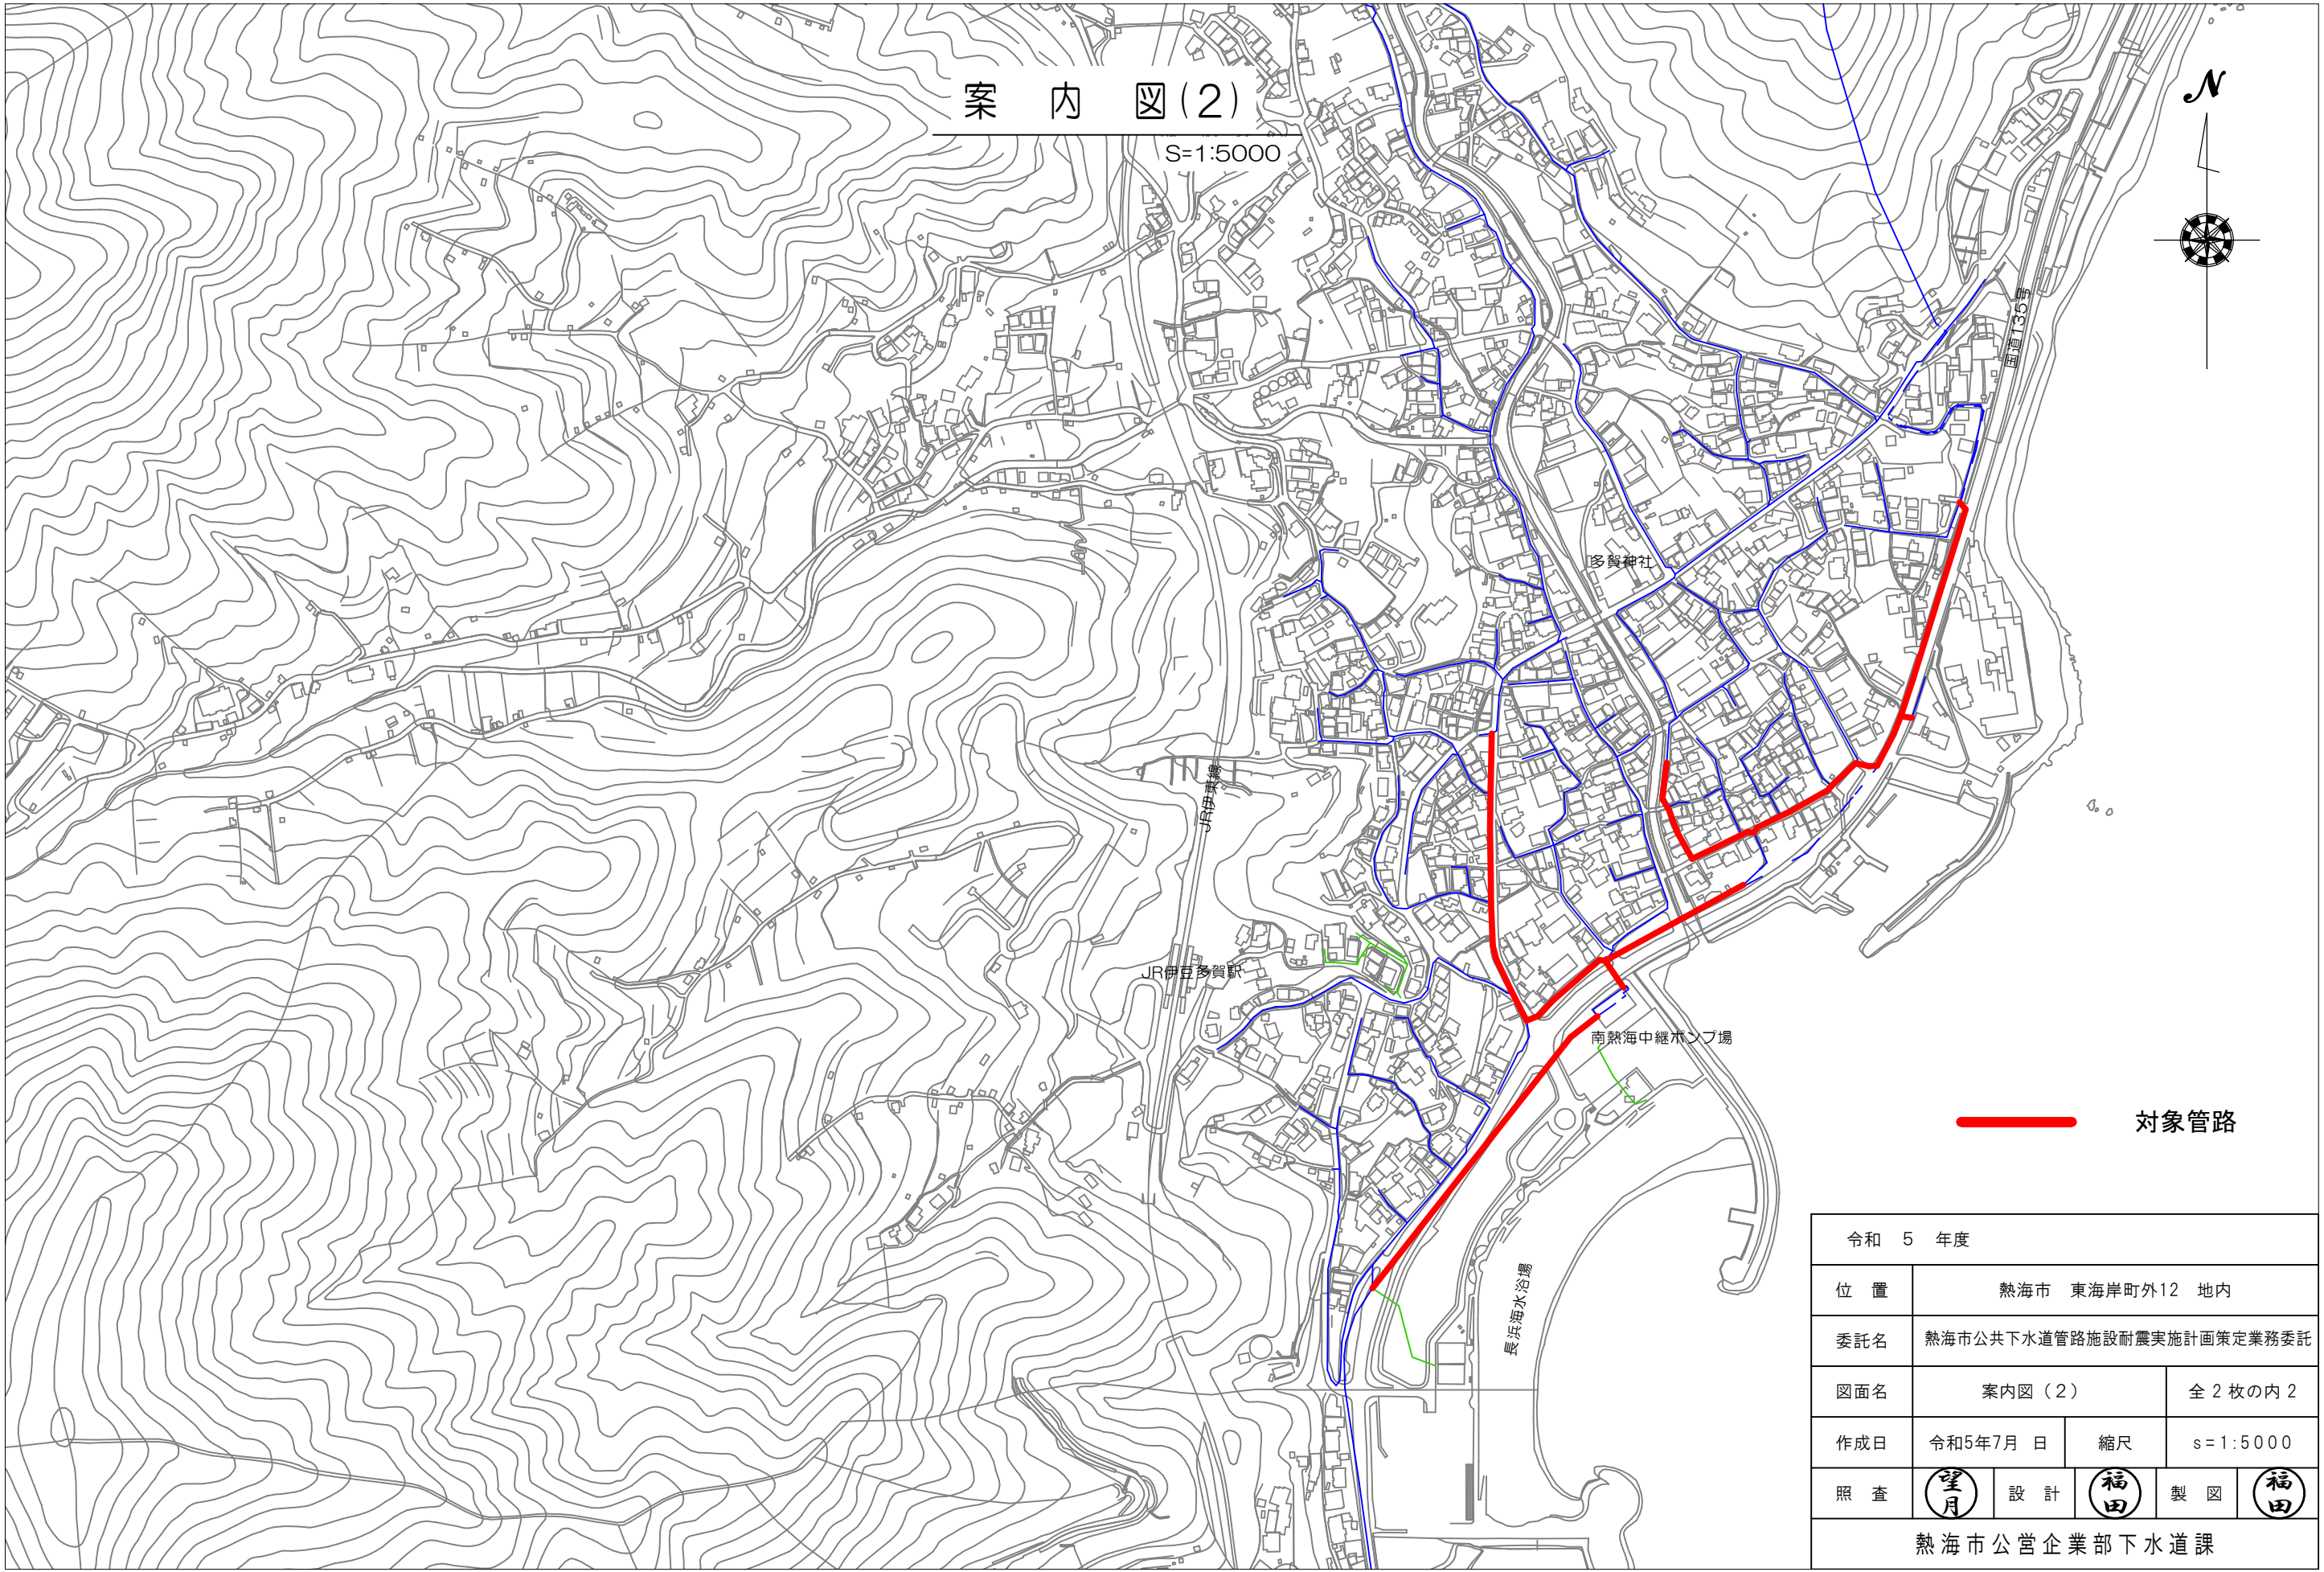 案 内 図(2)
S=1:5000
N
国道135号
多賀神社
JR伊東線
JR伊豆多賀駅
南熱海中継ポンプ場
長浜海水浴場
対象管路
令和 5 年度
位 置 熱海市 東海岸町外12 地内
委託名 熱海市公共下水道管路施設耐震実施計画策定業務委託
図面名 案内図(2) 全2枚の内2
作成日 令和5年7月 日 縮尺 s=1:5000
照 査 望月 設 計 福田 製 図 福田
熱海市公営企業部下水道課